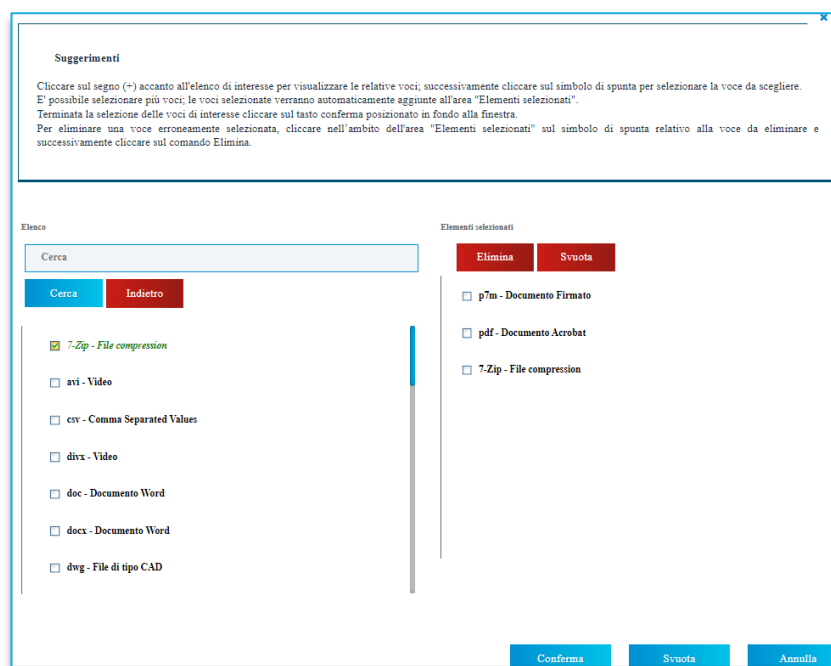 Suggerimenti
Cliccare sul segno (+) accanto all'elenco di interesse per visualizzare le relative voci; successivamente cliccare sul simbolo di spunta per selezionare la voce da scegliere.
E' possibile selezionare più voci; le voci selezionate verranno automaticamente aggiunte all'area "Elementi selezionati".
Terminata la selezione delle voci di interesse cliccare sul tasto conferma posizionato in fondo alla finestra.
Per eliminare una voce erroneamente selezionata, cliccare nell'ambito dell'area "Elementi selezionati" sul simbolo di spunta relativo alla voce da eliminare e
successivamente cliccare sul comando Elimina.
Elenco
Cerca
Cerca Indietro
7-Zip - File compression
avi - Video
csv - Comma Separated Values
divx - Video
doc - Documento Word
docx - Documento Word
dwg - File di tipo CAD
Elementi selezionati
Elimina Svuota
p7m - Documento Firmato
pdf - Documento Acrobat
7-Zip - File compression
Conferma Svuota Annulla